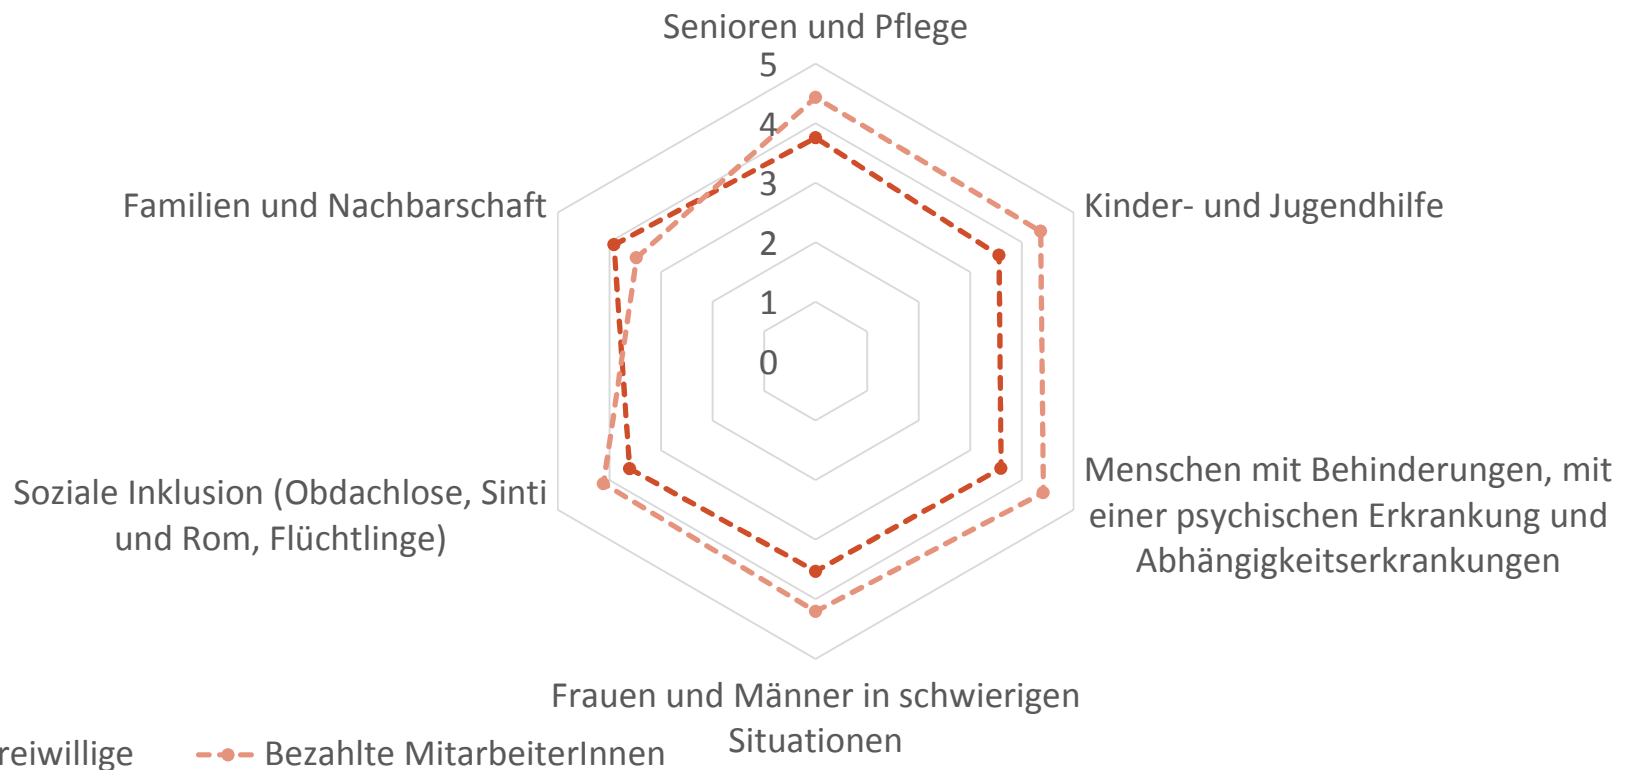 Senioren und Pflege
5
4
3
2
1
0
Familien und Nachbarschaft
Kinder- und Jugendhilfe
Soziale Inklusion (Obdachlose, Sinti
und Rom, Flüchtlinge)
Menschen mit Behinderungen, mit
einer psychischen Erkrankung und
Abhängigkeitserkrankungen
Frauen und Männer in schwierigen
Situationen
reiwillige Bezahlte MitarbeiterInnen